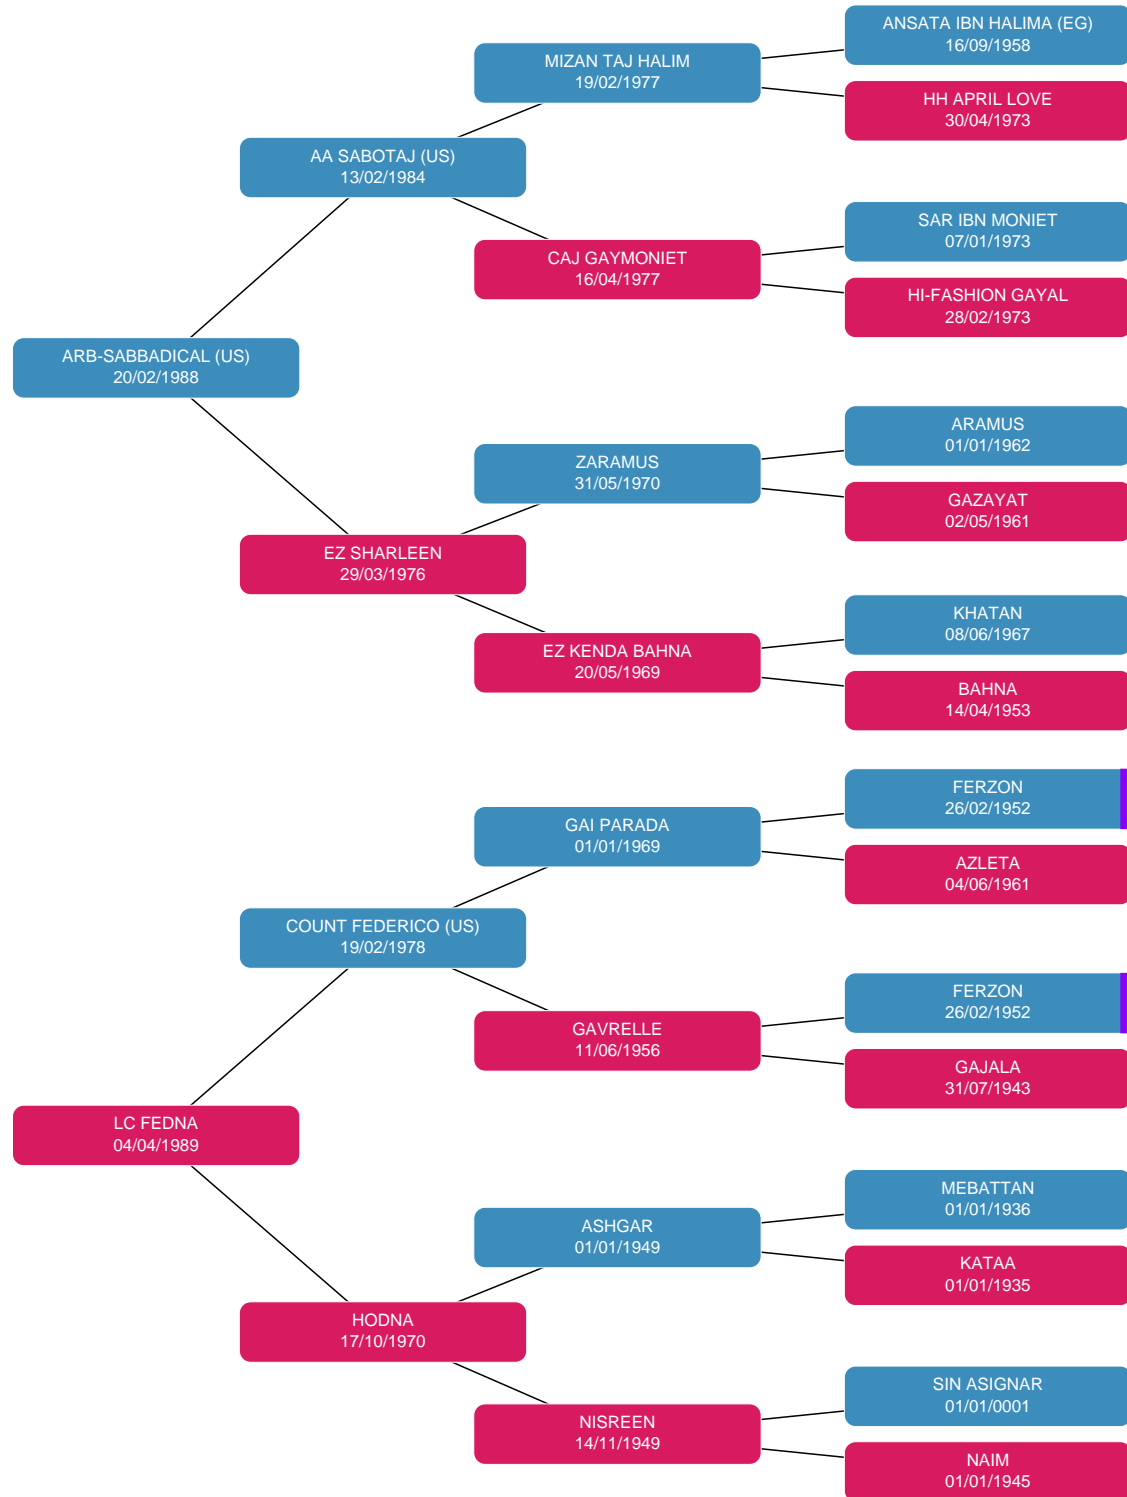 ANSATA IBN HALIMA (EG)
16/09/1958
MIZAN TAJ HALIM
19/02/1977
HH APRIL LOVE
30/04/1973
AA SABOTAJ (US)
13/02/1984
SAR IBN MONIET
07/01/1973
CAJ GAYMONIET
16/04/1977
HI-FASHION GAYAL
28/02/1973
ARB-SABBADICAL (US)
20/02/1988
ARAMUS
01/01/1962
ZARAMUS
31/05/1970
GAZAYAT
02/05/1961
EZ SHARLEEN
29/03/1976
KHATAN
08/06/1967
EZ KENDA BAHNA
20/05/1969
BAHNA
14/04/1953
FERZON
26/02/1952
GAI PARADA
01/01/1969
AZLETA
04/06/1961
COUNT FEDERICO (US)
19/02/1978
FERZON
26/02/1952
GAVRELLE
11/06/1956
GAJALA
31/07/1943
LC FEDNA
04/04/1989
MEBATTAN
01/01/1936
ASHGAR
01/01/1949
KATAA
01/01/1935
HODNA
17/10/1970
SIN ASIGNAR
01/01/0001
NISREEN
14/11/1949
NAIM
01/01/1945